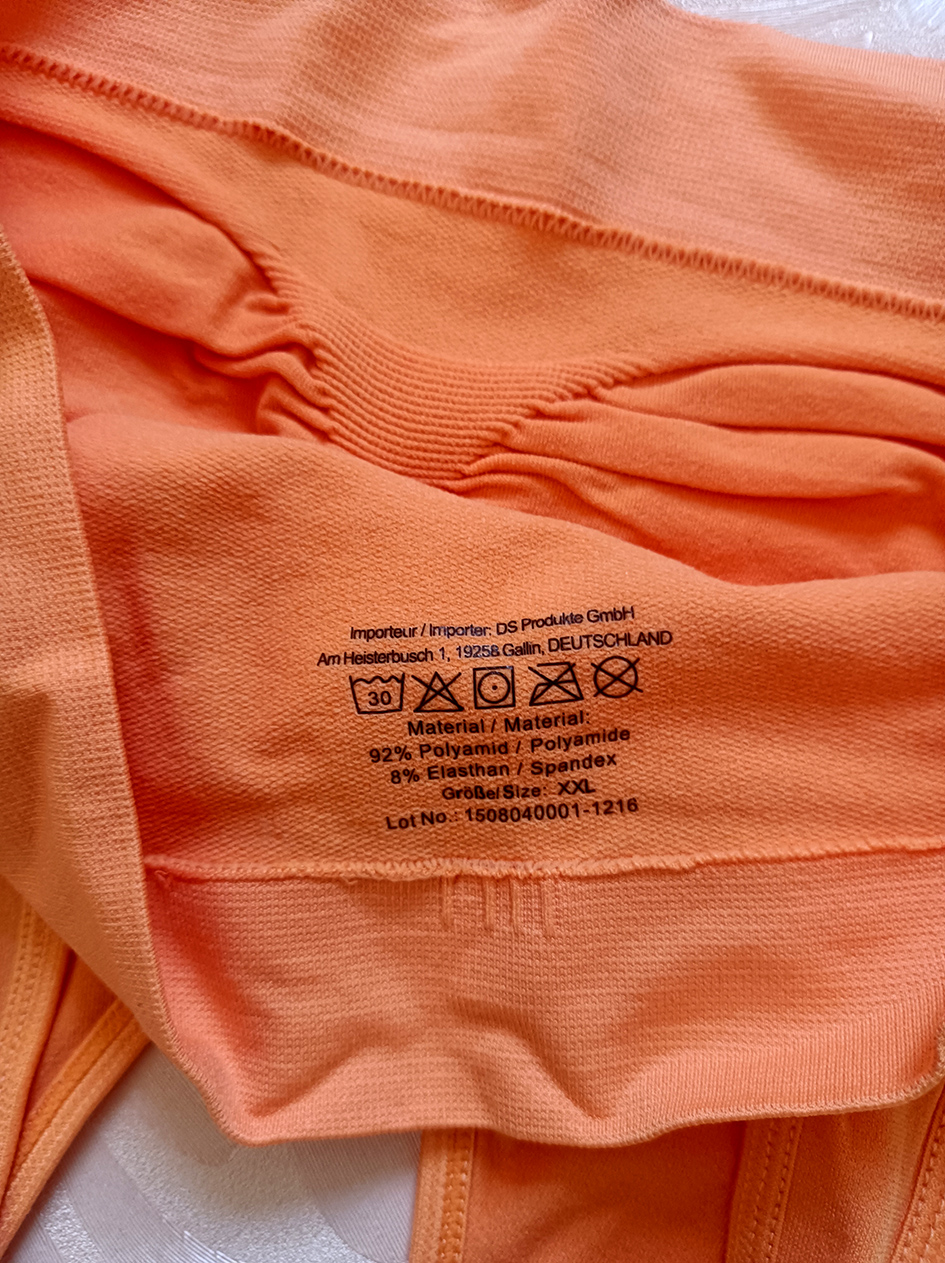 Importeur / Importer: DS Produkte GmbH
Am Heisterbusch 1, 19258 Gallin, DEUTSCHLAND
30
Material / Material:
92% Polyamid / Polyamide
8% Elasthan / Spandex
Größe/Size: XXL
Lot No.: 1508040001-1216